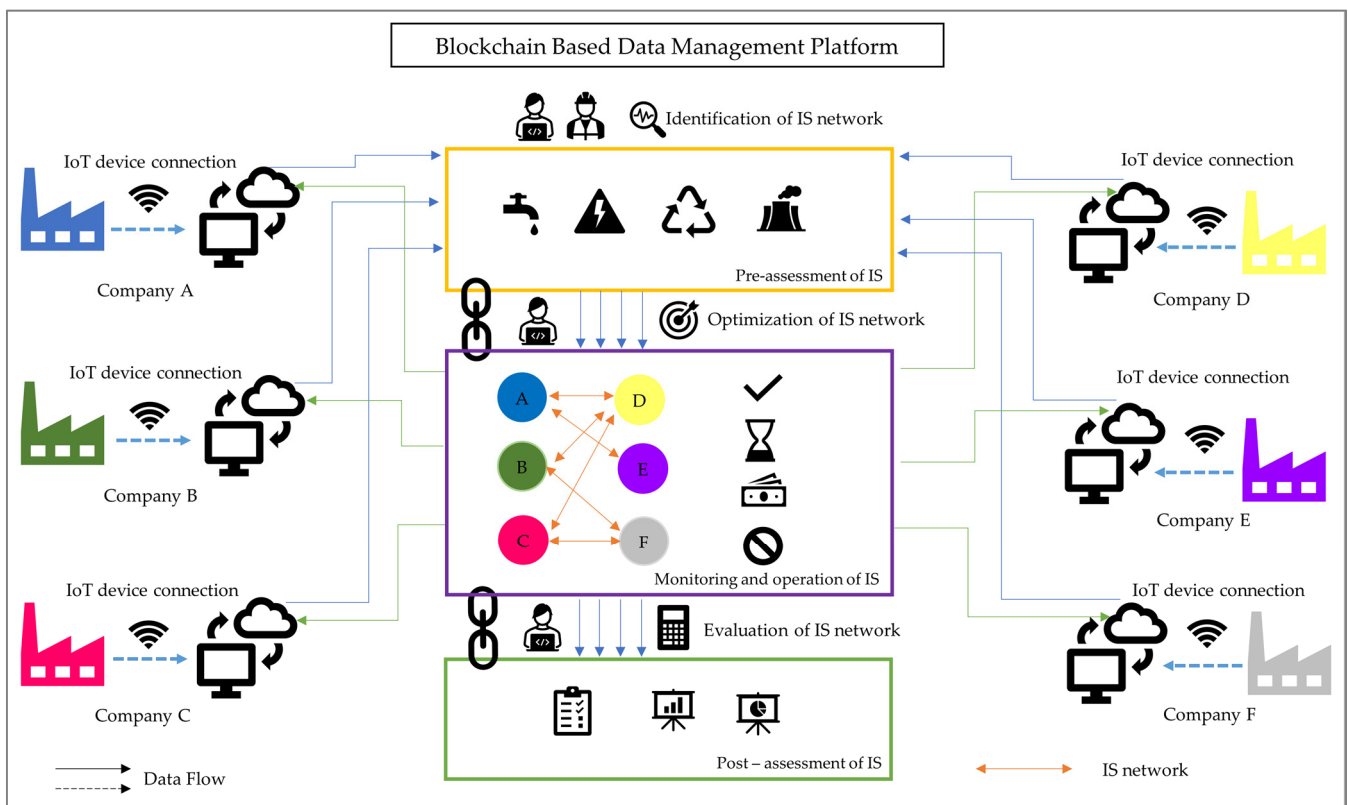 Blockchain Based Data Management Platform
Identification of IS network
IoT device connection
</>
Company A
Pre-assessment of IS
IoT device connection
Company D
</>
Optimization of IS network
IoT device connection
Company B
A
D
B
E
C
F
Monitoring and operation of IS
IoT device connection
Company E
IoT device connection
Company C
</>
Evaluation of IS network
Post – assessment of IS
IoT device connection
Company F
Data Flow
IS network